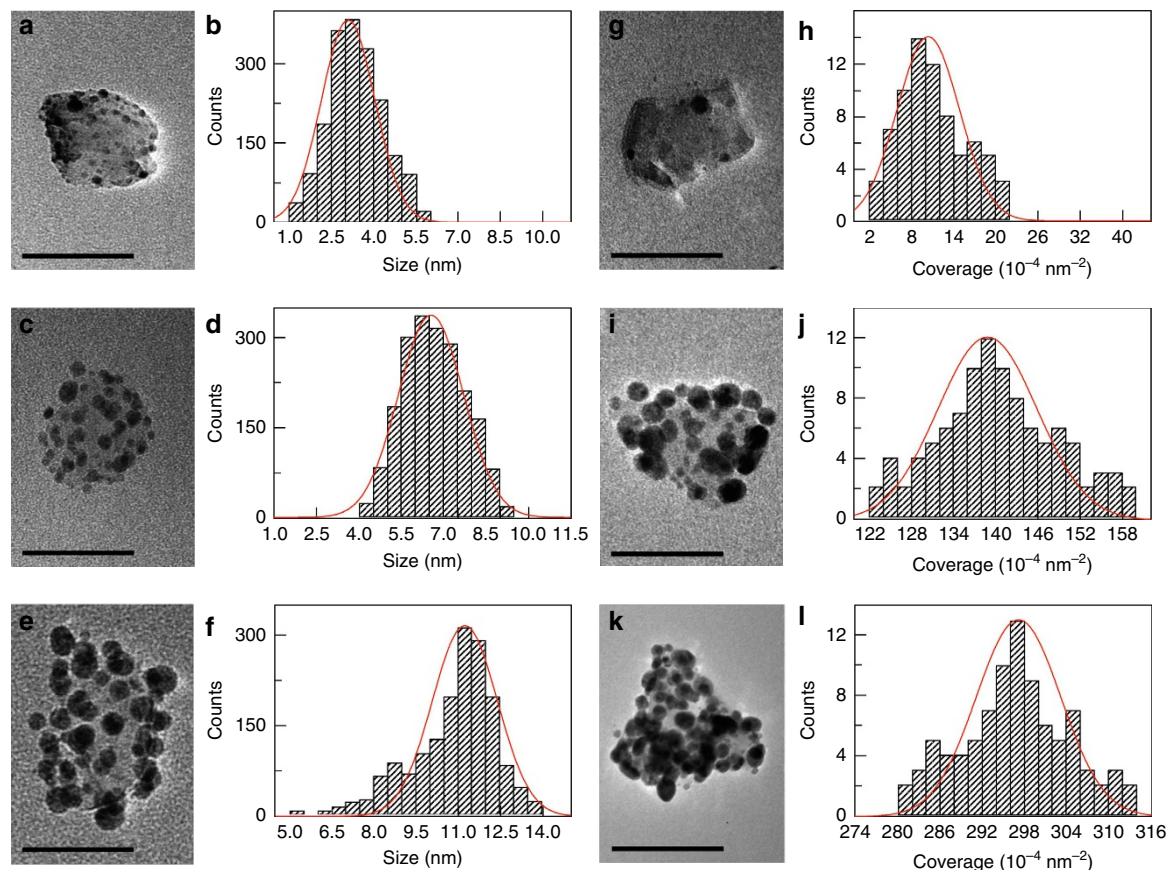 a
b
300
150
0
Counts
1.0 2.5 4.0 5.5 7.0 8.5 10.0
Size (nm)
g
h
12
8
4
0
Counts
2 8 14 20 26 32 40
Coverage (10⁻⁴ nm⁻²)
c
d
300
150
0
Counts
1.0 2.5 4.0 5.5 7.0 8.5 10.0 11.5
Size (nm)
i
j
12
8
4
0
Counts
122 128 134 140 146 152 158
Coverage (10⁻⁴ nm⁻²)
e
f
300
150
0
Counts
5.0 6.5 8.0 9.5 11.0 12.5 14.0
Size (nm)
k
l
12
8
4
0
Counts
274 280 286 292 298 304 310 316
Coverage (10⁻⁴ nm⁻²)